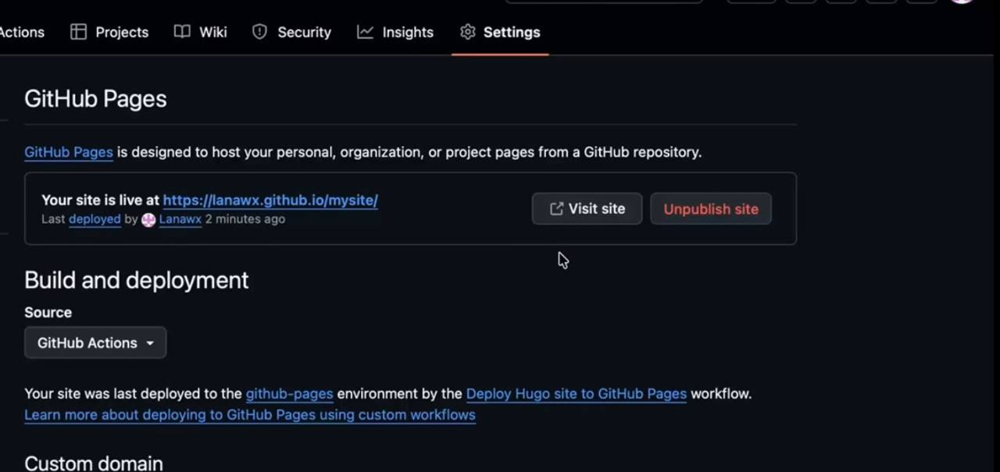 Actions Projects Wiki Security Insights Settings
GitHub Pages
GitHub Pages is designed to host your personal, organization, or project pages from a GitHub repository.
Your site is live at https://lanawx.github.io/mysite/
Last deployed by Lanawx 2 minutes ago
Visit site Unpublish site
Build and deployment
Source
GitHub Actions
Your site was last deployed to the github-pages environment by the Deploy Hugo site to GitHub Pages workflow.
Learn more about deploying to GitHub Pages using custom workflows
Custom domain